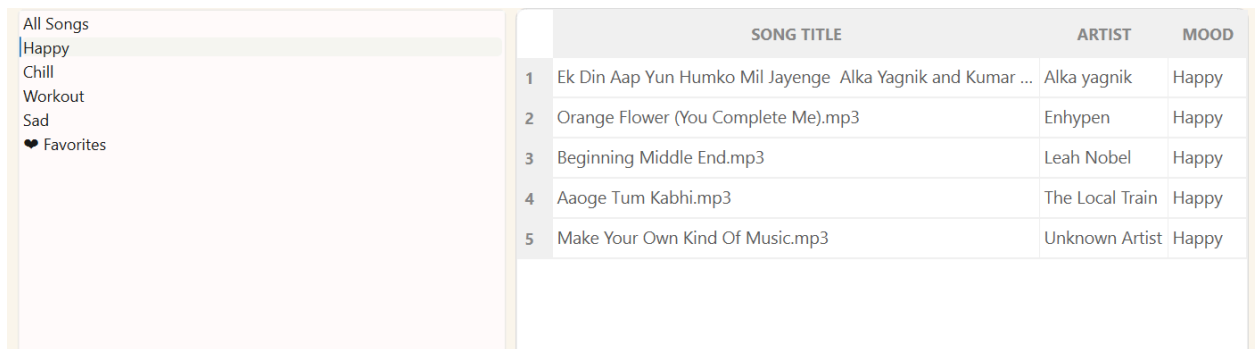 All Songs
Happy
Chill
Workout
Sad
❤ Favorites
SONG TITLE ARTIST MOOD
1 Ek Din Aap Yun Humko Mil Jayenge  Alka Yagnik and Kumar ... Alka yagnik Happy
2 Orange Flower (You Complete Me).mp3 Enhypen Happy
3 Beginning Middle End.mp3 Leah Nobel Happy
4 Aaoge Tum Kabhi.mp3 The Local Train Happy
5 Make Your Own Kind Of Music.mp3 Unknown Artist Happy